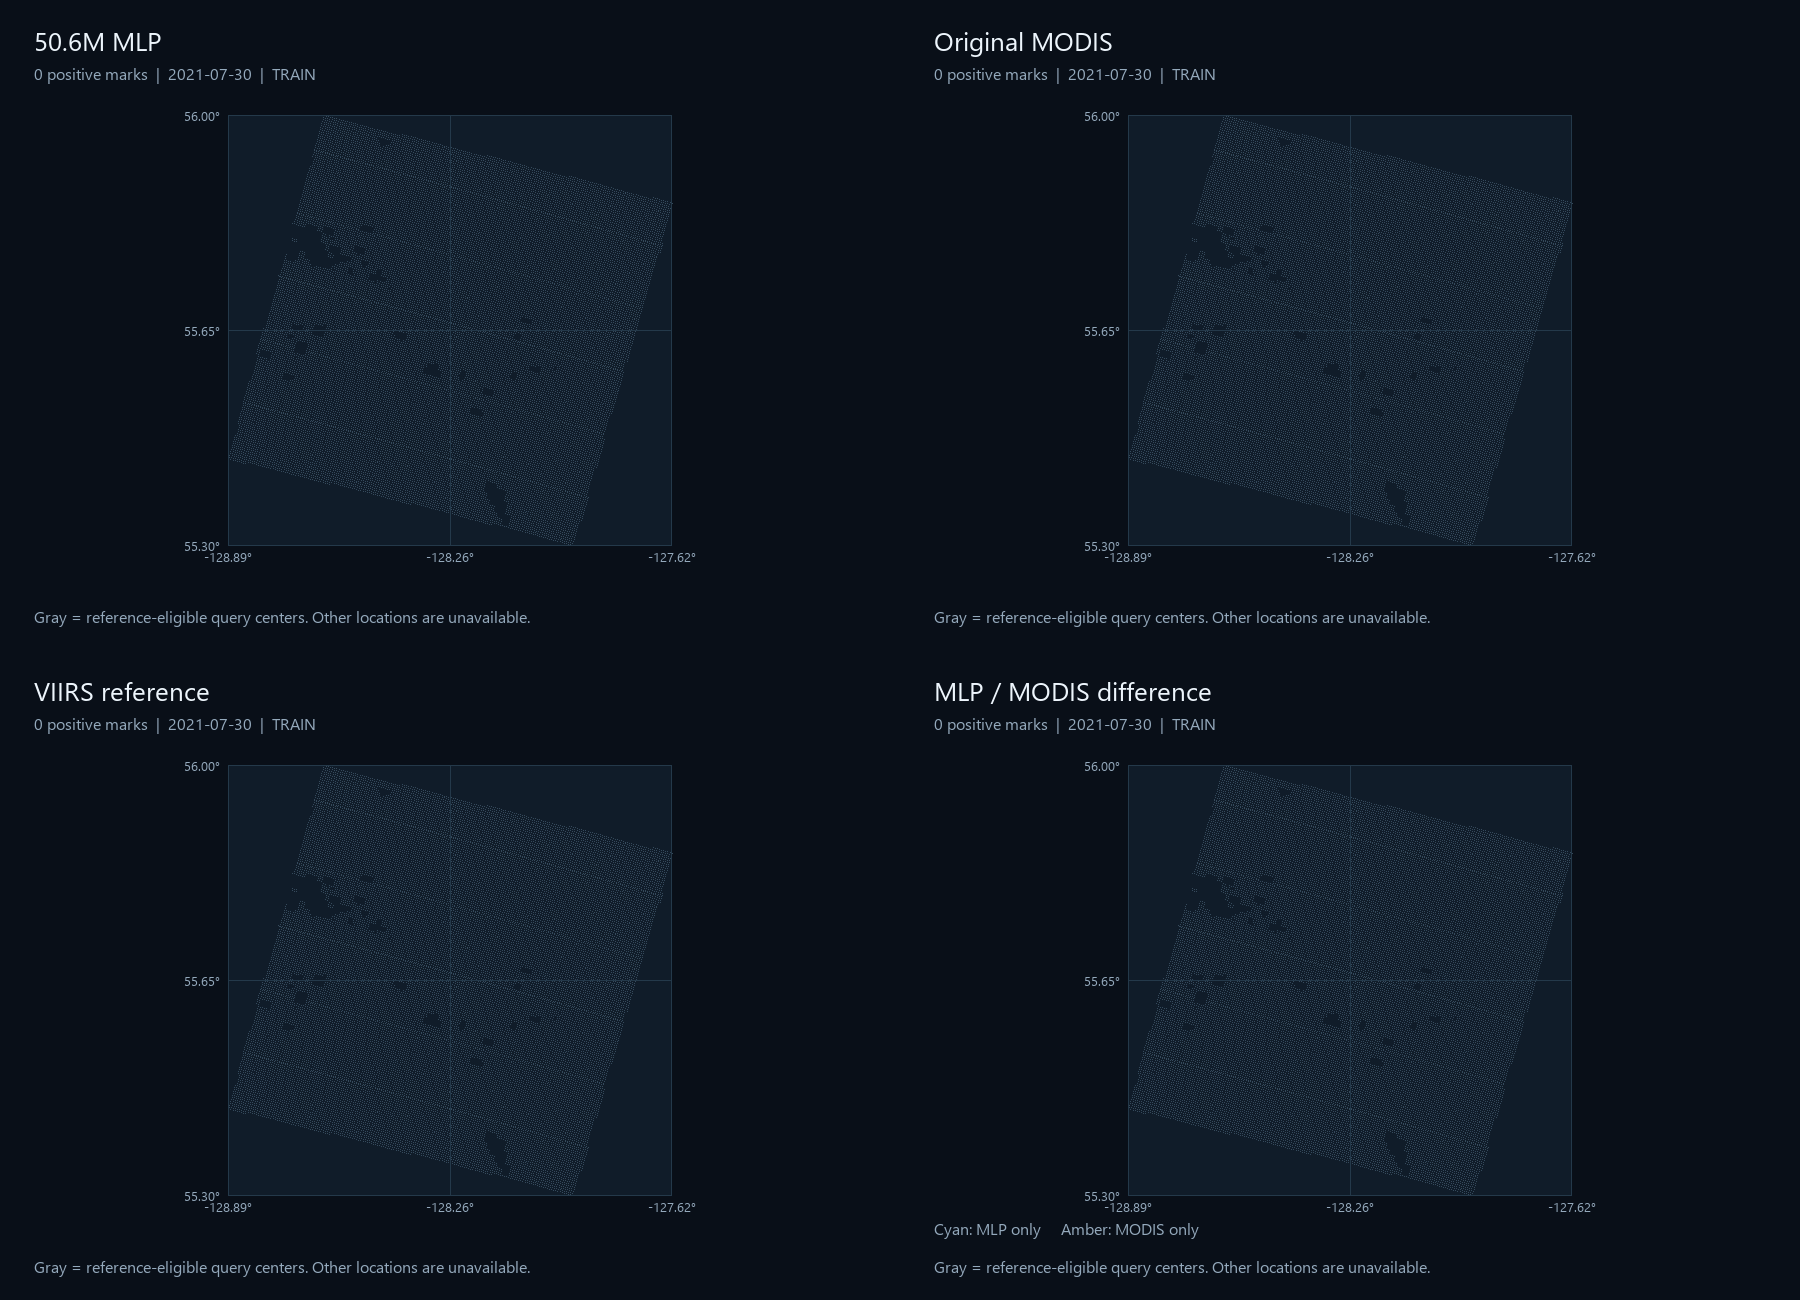 50.6M MLP
0 positive marks | 2021-07-30 | TRAIN
56.00°
55.65°
55.30°
-128.89°
-128.26°
-127.62°
Gray = reference-eligible query centers. Other locations are unavailable.
Original MODIS
0 positive marks | 2021-07-30 | TRAIN
56.00°
55.65°
55.30°
-128.89°
-128.26°
-127.62°
Gray = reference-eligible query centers. Other locations are unavailable.
VIIRS reference
0 positive marks | 2021-07-30 | TRAIN
56.00°
55.65°
55.30°
-128.89°
-128.26°
-127.62°
Gray = reference-eligible query centers. Other locations are unavailable.
MLP / MODIS difference
0 positive marks | 2021-07-30 | TRAIN
56.00°
55.65°
55.30°
-128.89°
-128.26°
-127.62°
Cyan: MLP only Amber: MODIS only
Gray = reference-eligible query centers. Other locations are unavailable.